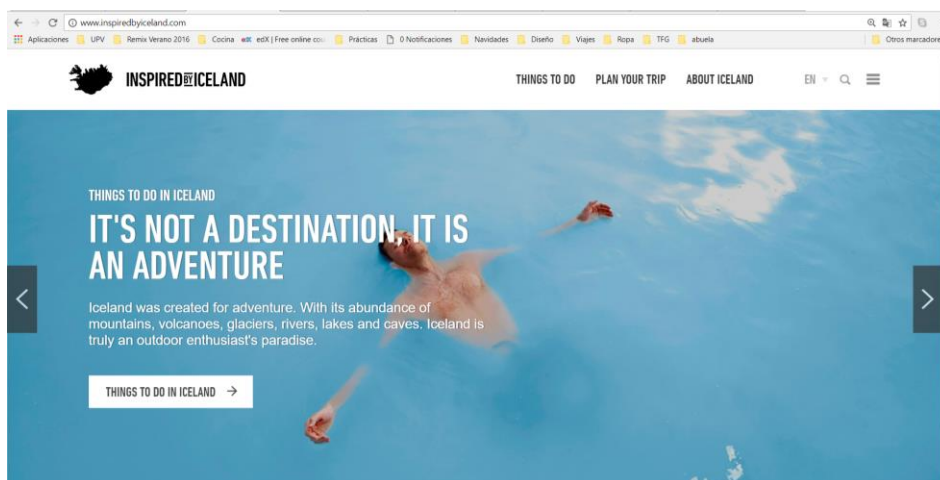 www.inspiredbyiceland.com
Aplicaciones UPV Remix Verano 2016 Cocina edX | Free online cou Prácticas 0 Notificaciones Navidades Diseño Viajes Ropa TFG abuela Otros marcadore
INSPIRED BY ICELAND THINGS TO DO PLAN YOUR TRIP ABOUT ICELAND EN
THINGS TO DO IN ICELAND
IT'S NOT A DESTINATION, IT IS
AN ADVENTURE
Iceland was created for adventure. With its abundance of
mountains, volcanoes, glaciers, rivers, lakes and caves. Iceland is
truly an outdoor enthusiast's paradise.
THINGS TO DO IN ICELAND →